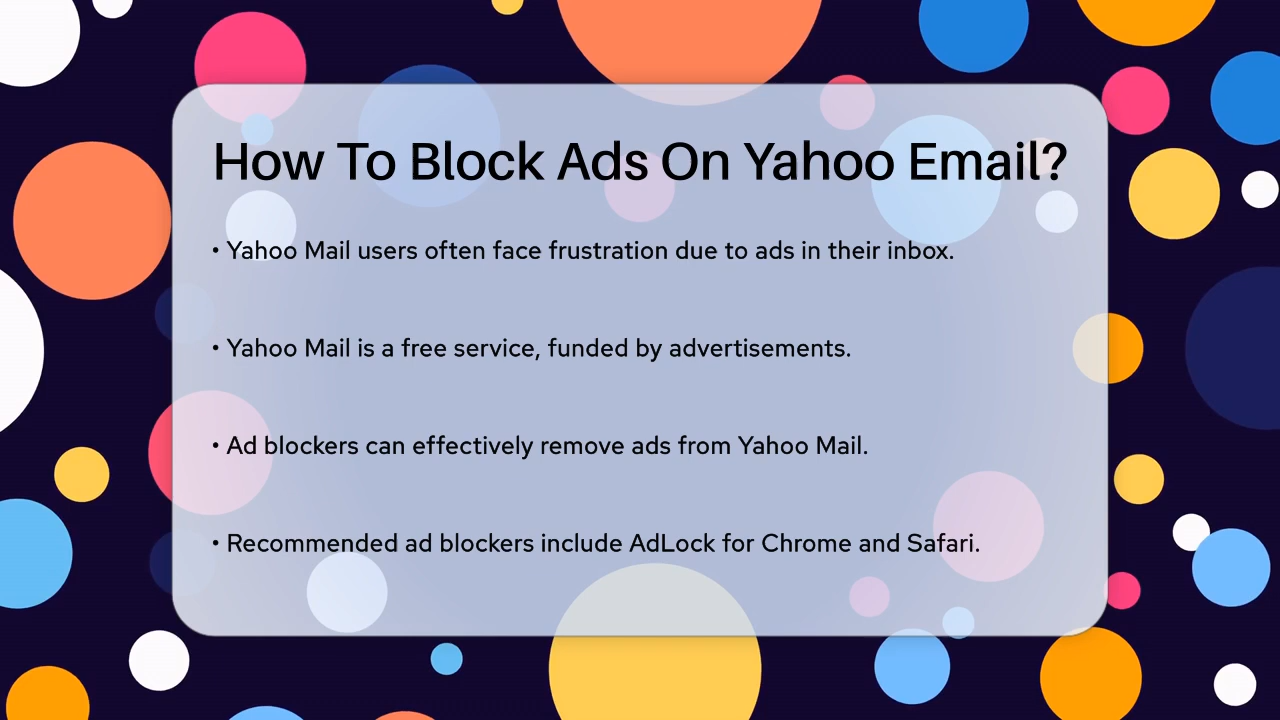 How To Block Ads On Yahoo Email?
• Yahoo Mail users often face frustration due to ads in their inbox.
• Yahoo Mail is a free service, funded by advertisements.
• Ad blockers can effectively remove ads from Yahoo Mail.
• Recommended ad blockers include AdLock for Chrome and Safari.